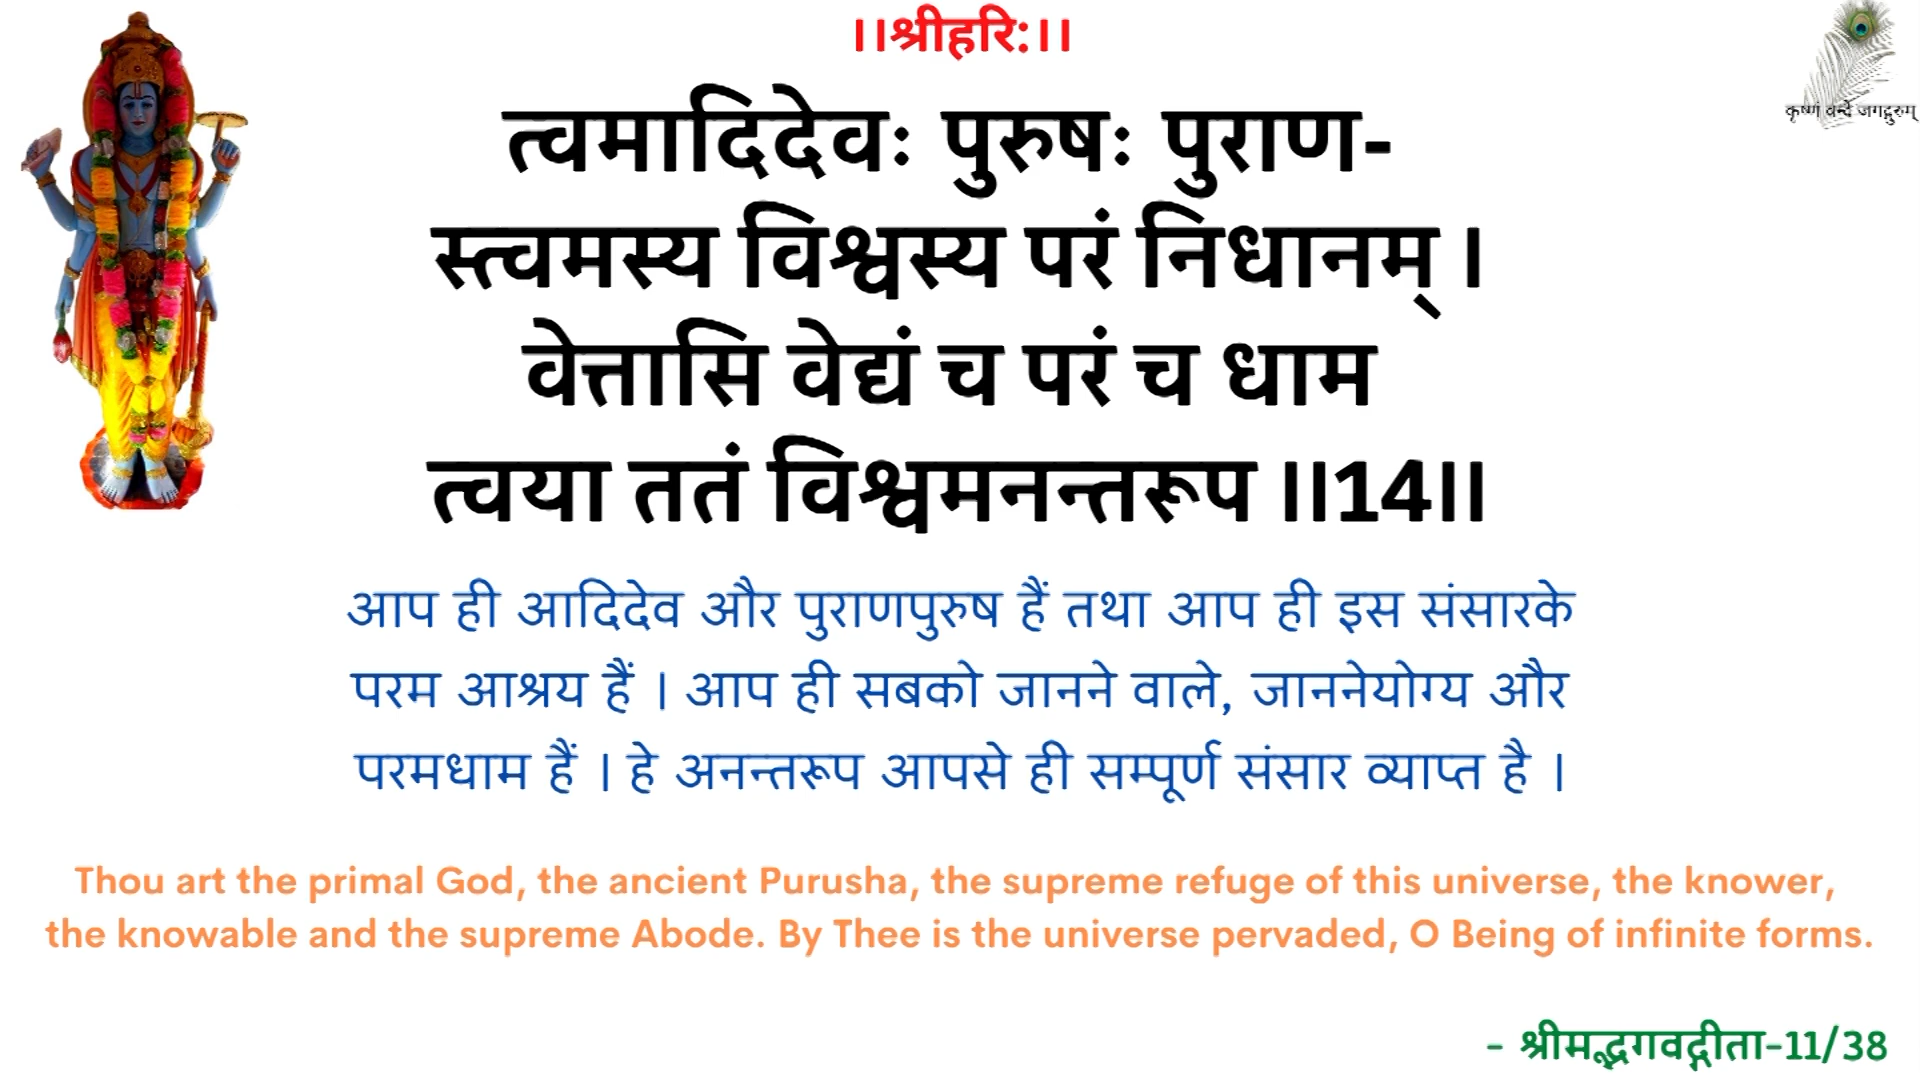 ।।श्रीहरि:।।
कृष्णं वन्दे जगद्गुरुम्
त्वमादिदेवः पुरुषः पुराण-
स्त्वमस्य विश्वस्य परं निधानम् ।
वेत्तासि वेद्यं च परं च धाम
त्वया ततं विश्वमनन्तरूप ।।14।।
आप ही आदिदेव और पुराणपुरुष हैं तथा आप ही इस संसारके
परम आश्रय हैं । आप ही सबको जानने वाले, जाननेयोग्य और
परमधाम हैं । हे अनन्तरूप आपसे ही सम्पूर्ण संसार व्याप्त है ।
Thou art the primal God, the ancient Purusha, the supreme refuge of this universe, the knower,
the knowable and the supreme Abode. By Thee is the universe pervaded, O Being of infinite forms.
- श्रीमद्भगवद्गीता-11/38